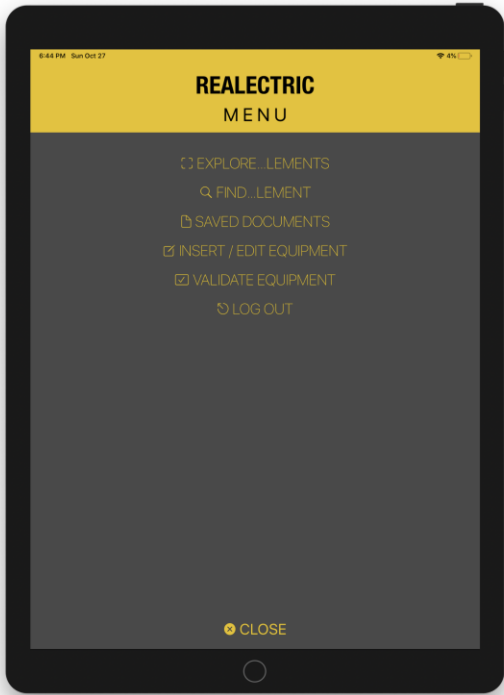 6:44 PM Sun Oct 27 4%
REALECTRIC
MENU
EXPLORE...LEMENTS
FIND...LEMENT
SAVED DOCUMENTS
INSERT / EDIT EQUIPMENT
VALIDATE EQUIPMENT
LOG OUT
CLOSE